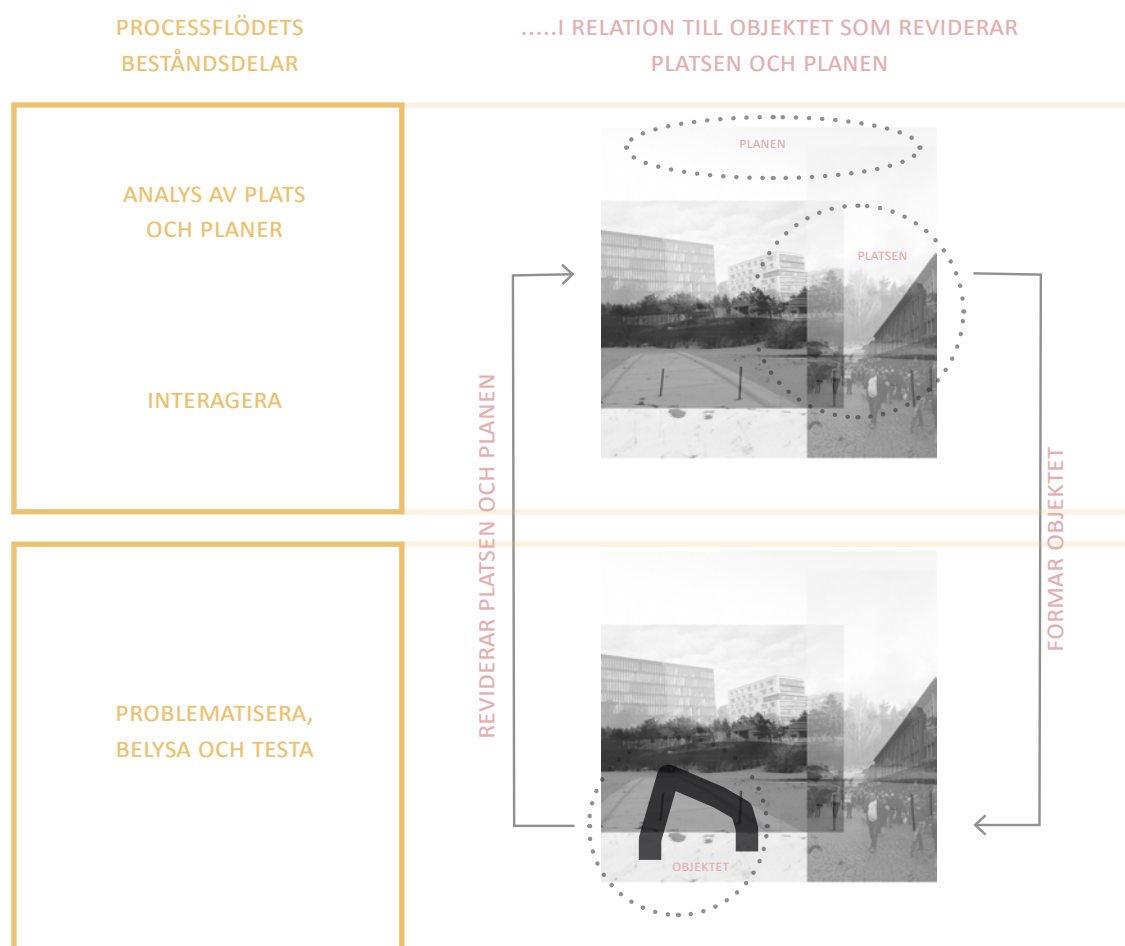 PROCESSFLÖDETS
BESTÅNDSDELAR
.....I RELATION TILL OBJEKTET SOM REVIDERAR
PLATSEN OCH PLANEN
ANALYS AV PLATS
OCH PLANER
INTERAGERA
PLANEN
PLATSEN
REVIDERAR PLATSEN OCH PLANEN
FORMAR OBJEKTET
PROBLEMATISERA,
BELYSA OCH TESTA
OBJEKTET